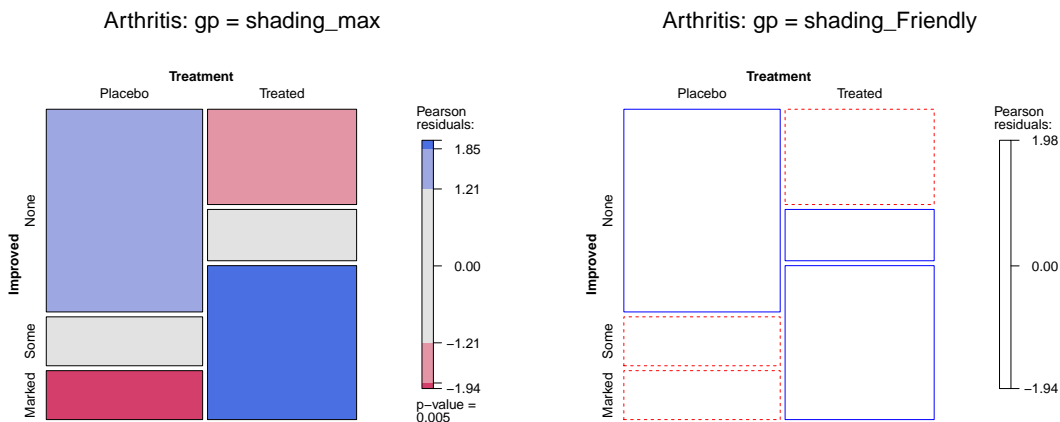 Arthritis: gp = shading_max
Treatment
Placebo Treated
Improved
None
Some
Marked
Pearson
residuals:
1.85
1.21
0.00
−1.21
−1.94
p−value =
0.005
Arthritis: gp = shading_Friendly
Treatment
Placebo Treated
Improved
None
Some
Marked
Pearson
residuals:
1.98
0.00
−1.94